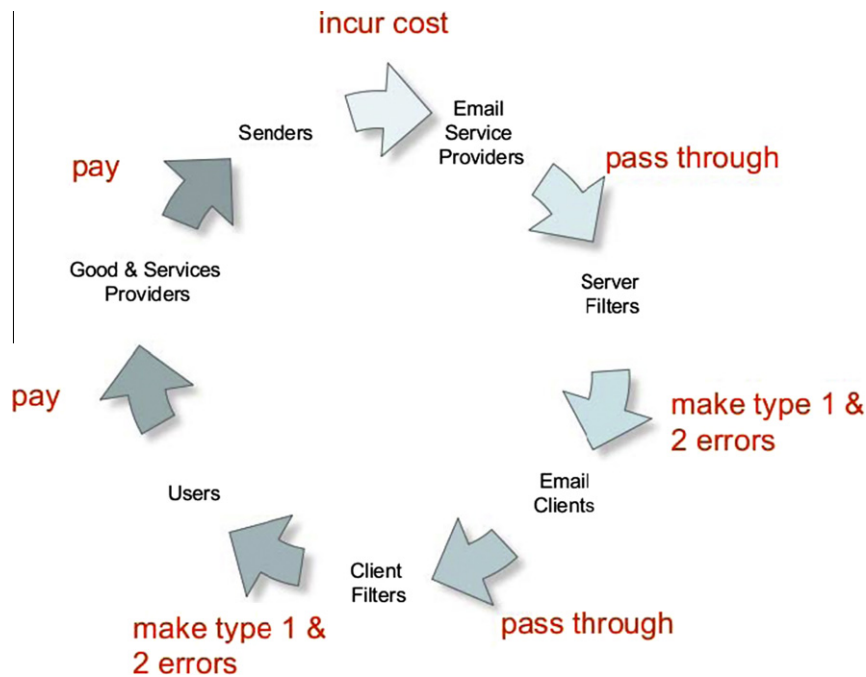 incur cost
Senders
Email
Service
Providers
pass through
pay
Good & Services
Providers
Server
Filters
pay
make type 1 &
2 errors
Users
Email
Clients
Client
Filters
make type 1 &
2 errors
pass through